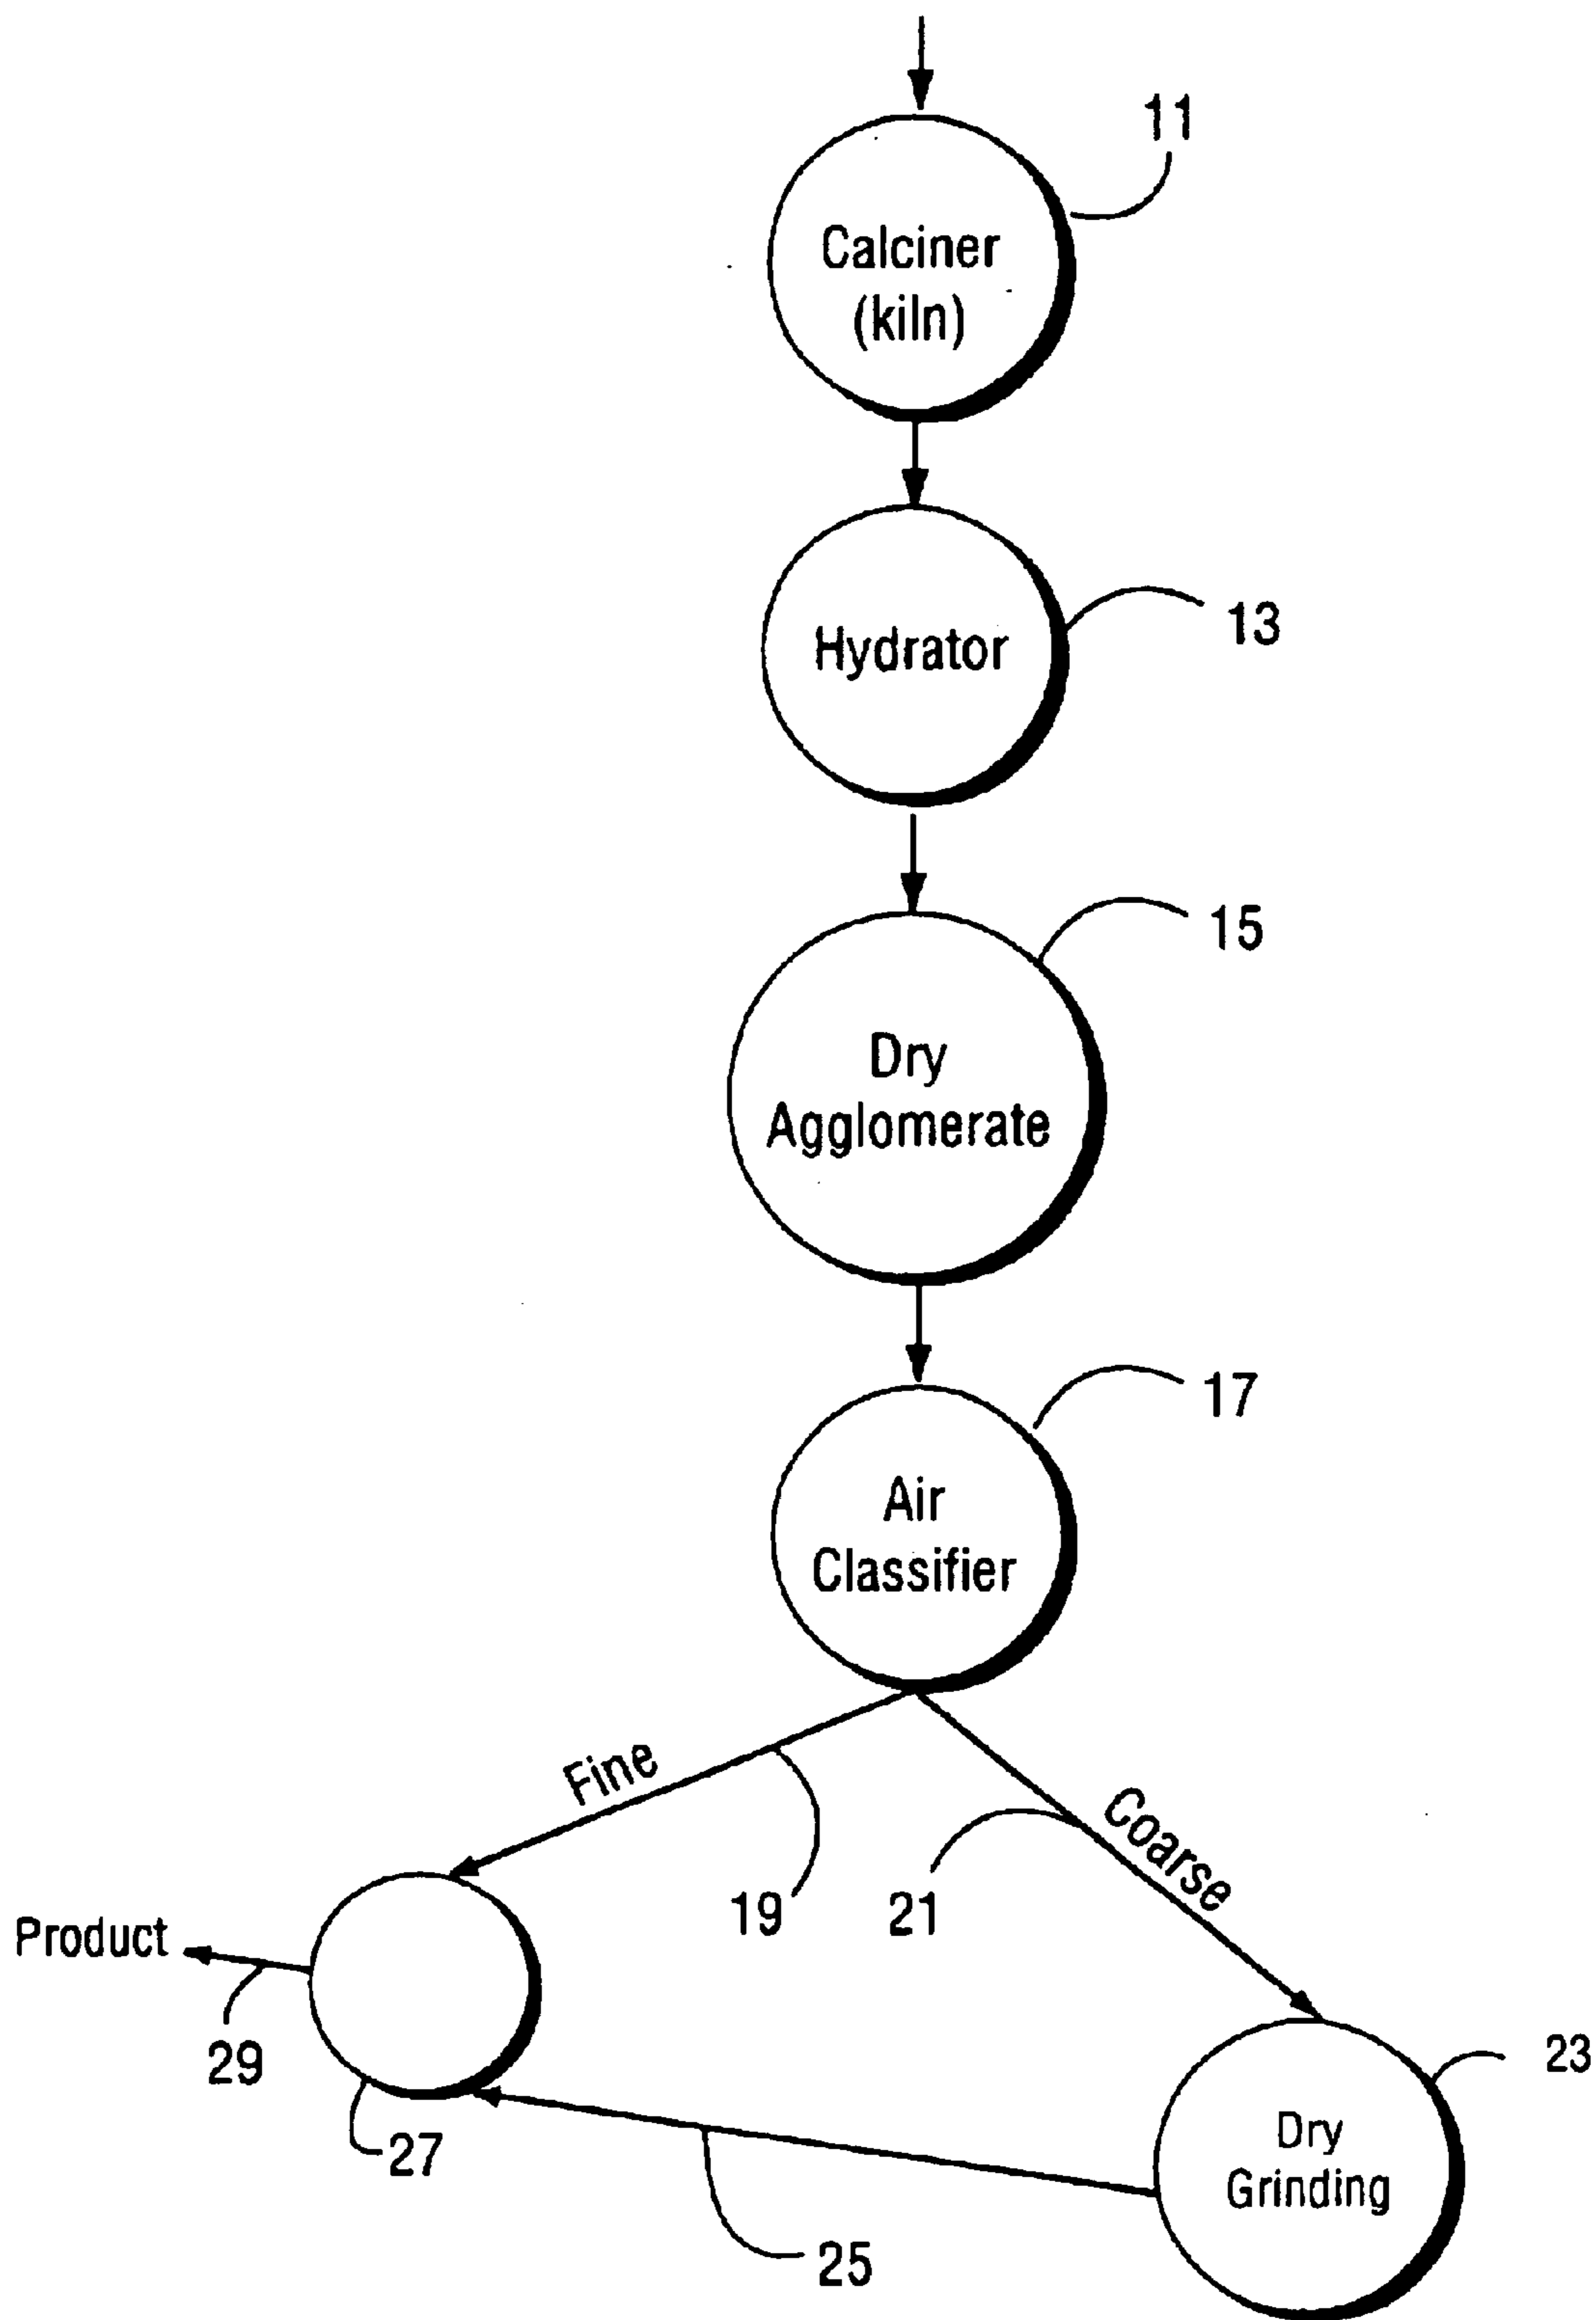 11
Calciner
(kiln)
Hydrator
13
15
Dry
Agglomerate
17
Air
Classifier
Fine
Coarse
19
21
Product
29
27
23
Dry
Grinding
25